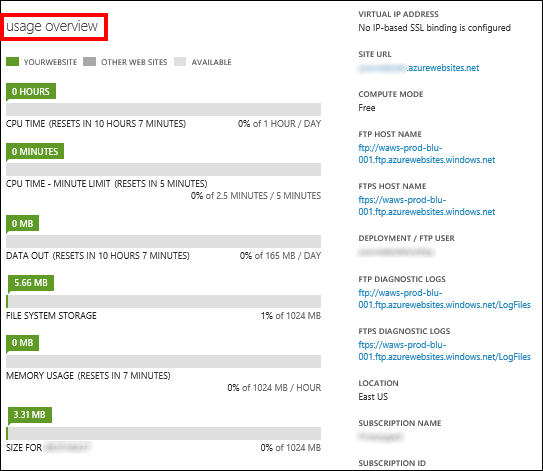 usage overview
YOURWEBSITE OTHER WEB SITES AVAILABLE
0 HOURS
CPU TIME (RESETS IN 10 HOURS 7 MINUTES) 0% of 1 HOUR / DAY
0 MINUTES
CPU TIME - MINUTE LIMIT (RESETS IN 5 MINUTES)
0% of 2.5 MINUTES / 5 MINUTES
0 MB
DATA OUT (RESETS IN 10 HOURS 7 MINUTES) 0% of 165 MB / DAY
5.66 MB
FILE SYSTEM STORAGE 1% of 1024 MB
0 MB
MEMORY USAGE (RESETS IN 7 MINUTES)
0% of 1024 MB / HOUR
3.31 MB
SIZE FOR 0% of 1024 MB
VIRTUAL IP ADDRESS
No IP-based SSL binding is configured
SITE URL
.azurewebsites.net
COMPUTE MODE
Free
FTP HOST NAME
ftp://waws-prod-blu-
001.ftp.azurewebsites.windows.net
FTPS HOST NAME
ftps://waws-prod-blu-
001.ftp.azurewebsites.windows.net
DEPLOYMENT / FTP USER
FTP DIAGNOSTIC LOGS
ftp://waws-prod-blu-
001.ftp.azurewebsites.windows.net/LogFiles
FTPS DIAGNOSTIC LOGS
ftps://waws-prod-blu-
001.ftp.azurewebsites.windows.net/LogFiles
LOCATION
East US
SUBSCRIPTION NAME
SUBSCRIPTION ID